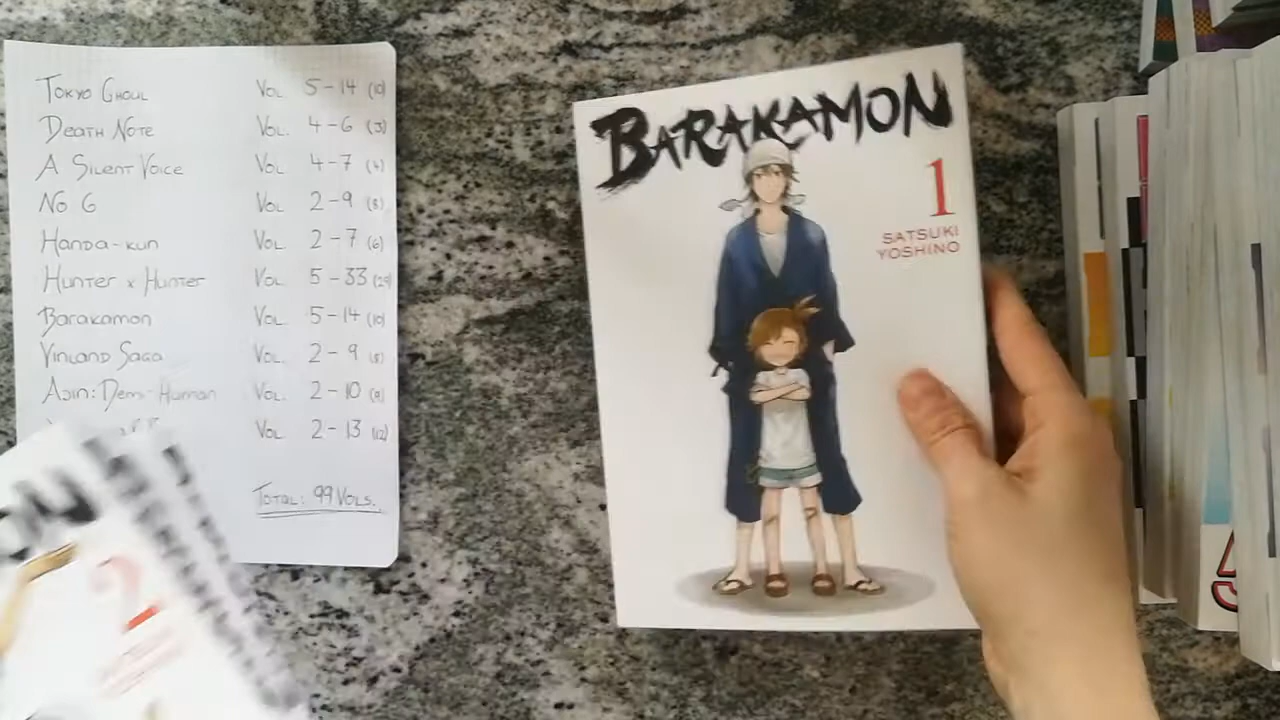 Tokyo Ghoul Vol 5-14 (10)
Death Note Vol. 4-6 (3)
A Silent Voice Vol 4-7 (4)
No 6 Vol 2-9 (8)
Handa-kun Vol 2-7 (6)
Hunter x Hunter Vol 5-33 (29)
Barakamon Vol. 5-14 (10)
Vinland Saga Vol. 2-9 (8)
Ajin: Demi-Human Vol. 2-10 (9)
Vol 2-13 (12)
Total: 99 Vols.
BARAKAMON
1
SATSUKI
YOSHINO
2